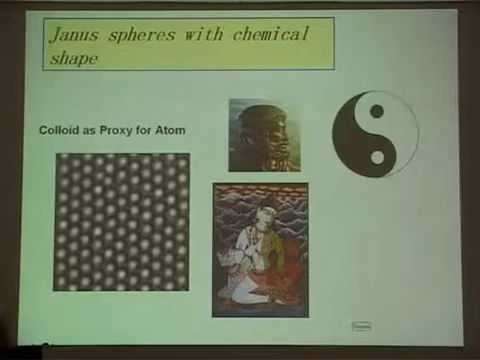 Janus spheres with chemical
shape
Colloid as Proxy for Atom